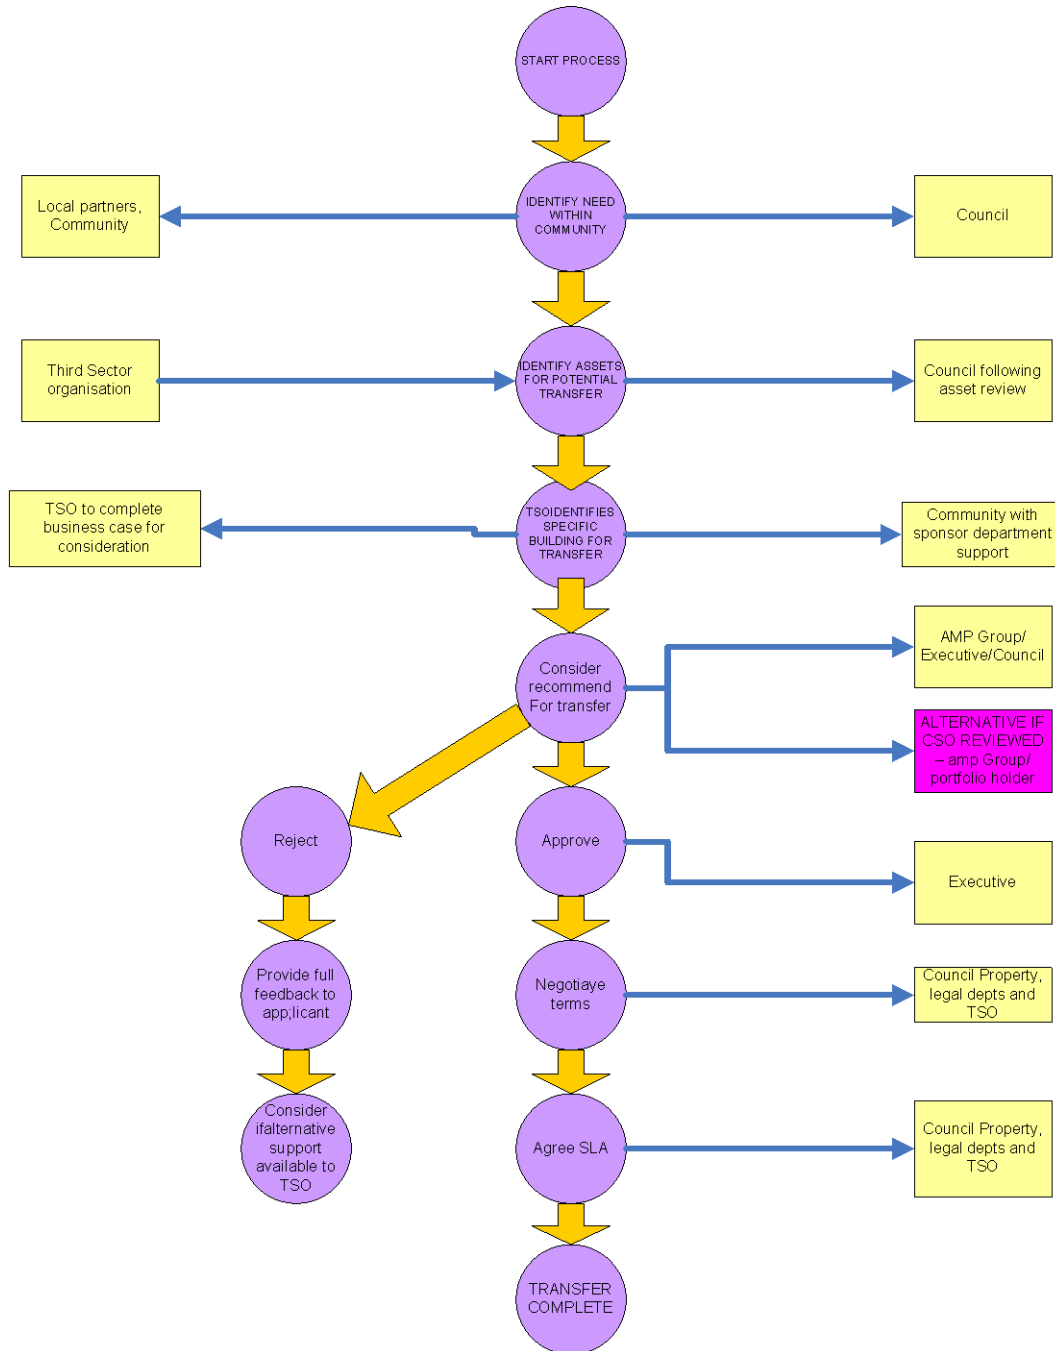 START PROCESS
Local partners,
Community
IDENTIFY NEED
WITHIN
COMMUNITY
Council
Third Sector
organisation
IDENTIFY ASSETS
FOR POTENTIAL
TRANSFER
Council following
asset review
TSO to complete
business case for
consideration
TSOIDENTIFIES
SPECIFIC
BUILDING FOR
TRANSFER
Community with
sponsor department
support
Consider
recommend
For transfer
AMP Group/
Executive/Council
ALTERNATIVE IF
CSO REVIEWED
– amp Group/
portfolio holder
Reject
Approve
Executive
Provide full
feedback to
app;licant
Negotiaye
terms
Council Property,
legal depts and
TSO
Consider
ifalternative
support
available to
TSO
Agree SLA
Council Property,
legal depts and
TSO
TRANSFER
COMPLETE